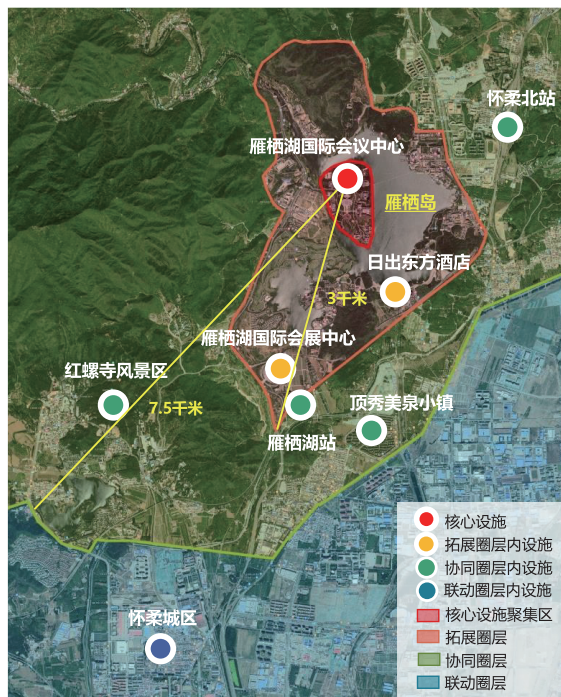 怀柔北站
雁栖湖国际会议中心
雁栖岛
日出东方酒店
3千米
雁栖湖国际会展中心
红螺寺风景区
7.5千米
顶秀美泉小镇
雁栖湖站
怀柔城区
核心设施
拓展圈层内设施
协同圈层内设施
联动圈层内设施
核心设施聚集区
拓展圈层
协同圈层
联动圈层